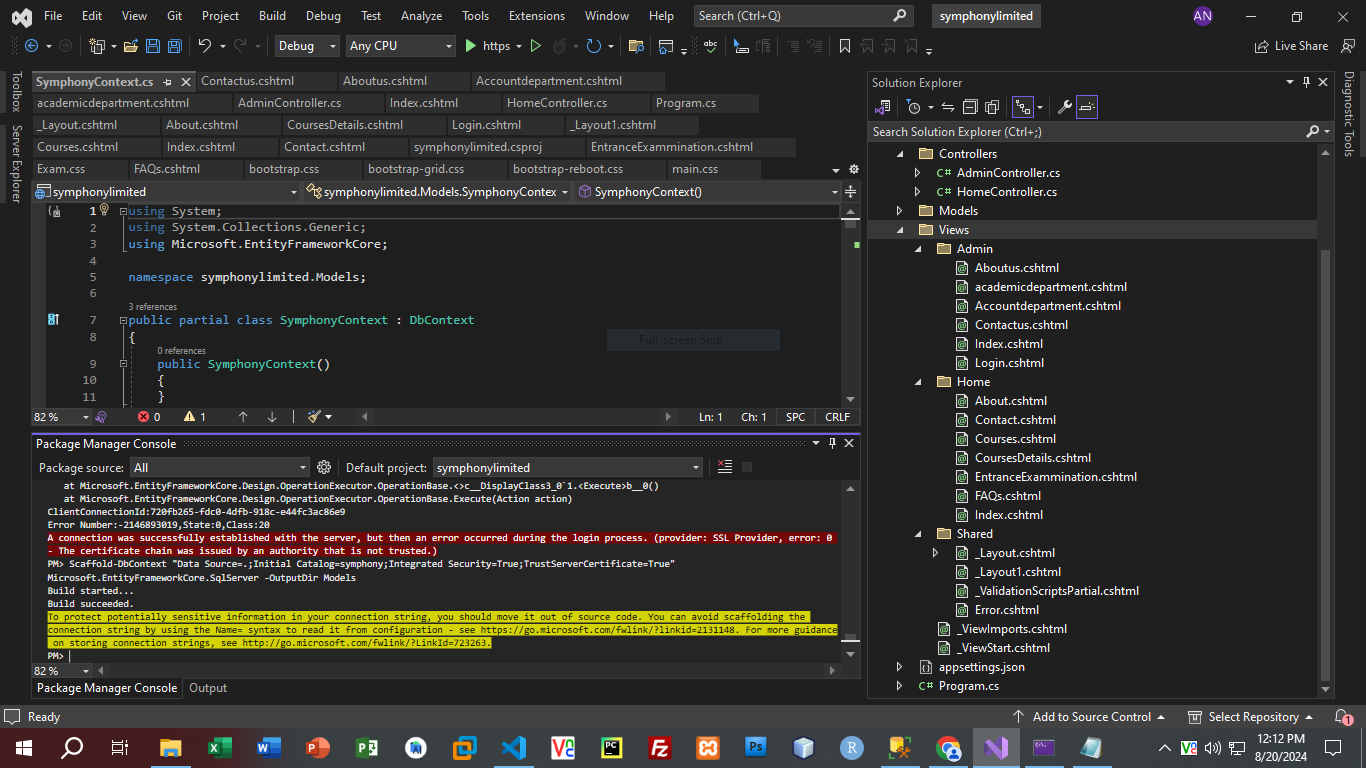 File Edit View Git Project Build Debug Test Analyze Tools Extensions Window Help Search (Ctrl+Q) symphonylimited AN
Debug Any CPU https Live Share
Toolbox
Server Explorer
SymphonyContext.cs Contactus.cshtml Aboutus.cshtml Accountdepartment.cshtml
academicdepartment.cshtml AdminController.cs Index.cshtml HomeController.cs Program.cs
_Layout.cshtml About.cshtml CoursesDetails.cshtml Login.cshtml _Layout1.cshtml
Courses.cshtml Index.cshtml Contact.cshtml symphonylimited.csproj EntranceExammination.cshtml
Exam.css FAQs.cshtml bootstrap.css bootstrap-grid.css bootstrap-reboot.css main.css
symphonylimited symphonylimited.Models.SymphonyContex SymphonyContext()
1 using System;
2 using System.Collections.Generic;
3 using Microsoft.EntityFrameworkCore;
4
5 namespace symphonylimited.Models;
6
3 references
7 public partial class SymphonyContext : DbContext
8 {
0 references
9 public SymphonyContext()
10 {
11 }
Full-screen Snip
82 % 0 1 Ln: 1 Ch: 1 SPC CRLF
Package Manager Console
Package source: All Default project: symphonylimited
at Microsoft.EntityFrameworkCore.Design.OperationExecutor.OperationBase.<>c__DisplayClass3_0`1.<Execute>b__0()
at Microsoft.EntityFrameworkCore.Design.OperationExecutor.OperationBase.Execute(Action action)
ClientConnectionId:720fb265-fdc0-4dfb-918c-e44fc3ac86e9
Error Number:-2146893019,State:0,Class:20
A connection was successfully established with the server, but then an error occurred during the login process. (provider: SSL Provider, error: 0
- The certificate chain was issued by an authority that is not trusted.)
PM> Scaffold-DbContext "Data Source=.;Initial Catalog=symphony;Integrated Security=True;TrustServerCertificate=True"
Microsoft.EntityFrameworkCore.SqlServer -OutputDir Models
Build started...
Build succeeded.
To protect potentially sensitive information in your connection string, you should move it out of source code. You can avoid scaffolding the
connection string by using the Name= syntax to read it from configuration - see https://go.microsoft.com/fwlink/?linkid=2131148. For more guidance
on storing connection strings, see http://go.microsoft.com/fwlink/?LinkId=723263.
PM>
82 %
Package Manager Console Output
Solution Explorer
Search Solution Explorer (Ctrl+;)
Controllers
C# AdminController.cs
C# HomeController.cs
Models
Views
Admin
Aboutus.cshtml
academicdepartment.cshtml
Accountdepartment.cshtml
Contactus.cshtml
Index.cshtml
Login.cshtml
Home
About.cshtml
Contact.cshtml
Courses.cshtml
CoursesDetails.cshtml
EntranceExammination.cshtml
FAQs.cshtml
Index.cshtml
Shared
_Layout.cshtml
_Layout1.cshtml
_ValidationScriptsPartial.cshtml
Error.cshtml
_ViewImports.cshtml
_ViewStart.cshtml
appsettings.json
C# Program.cs
Diagnostic Tools
Ready Add to Source Control Select Repository 1
12:12 PM
8/20/2024